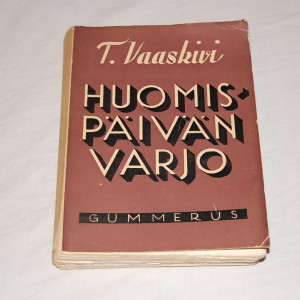 T. Vaaskivi
HUOMIS-
PÄIVÄN
VARJO
GUMMERUS